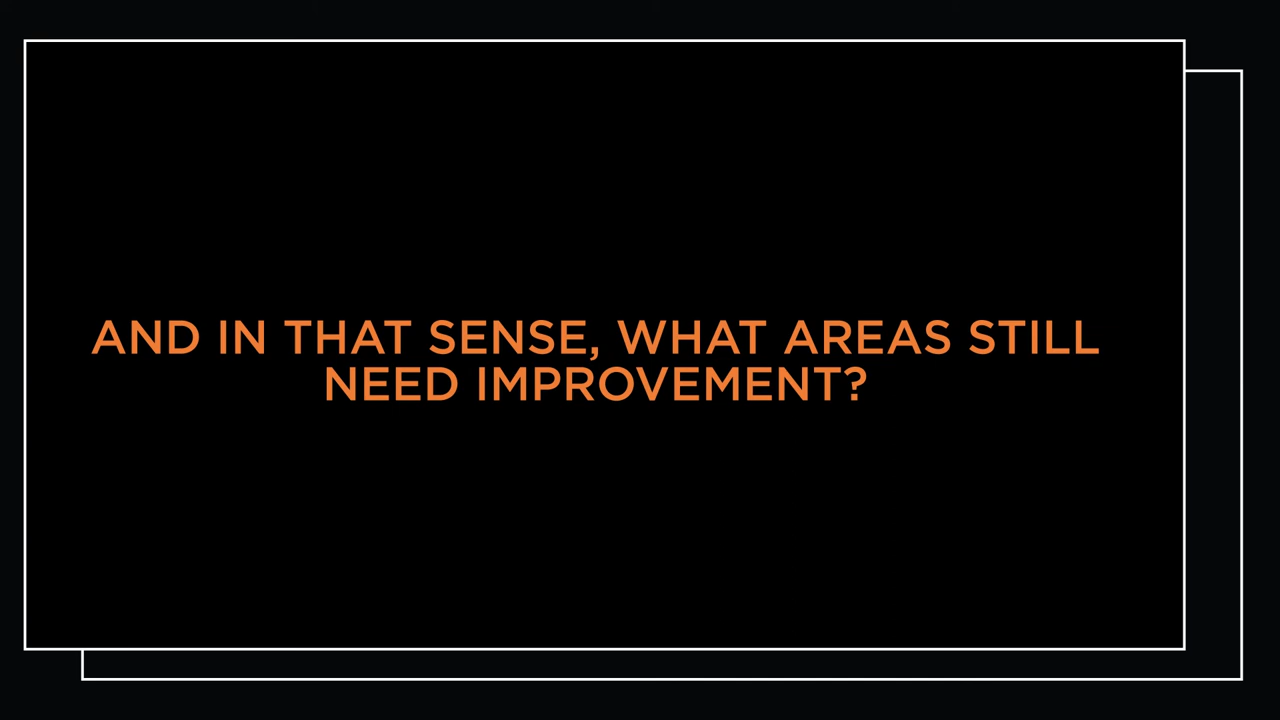 AND IN THAT SENSE, WHAT AREAS STILL
NEED IMPROVEMENT?